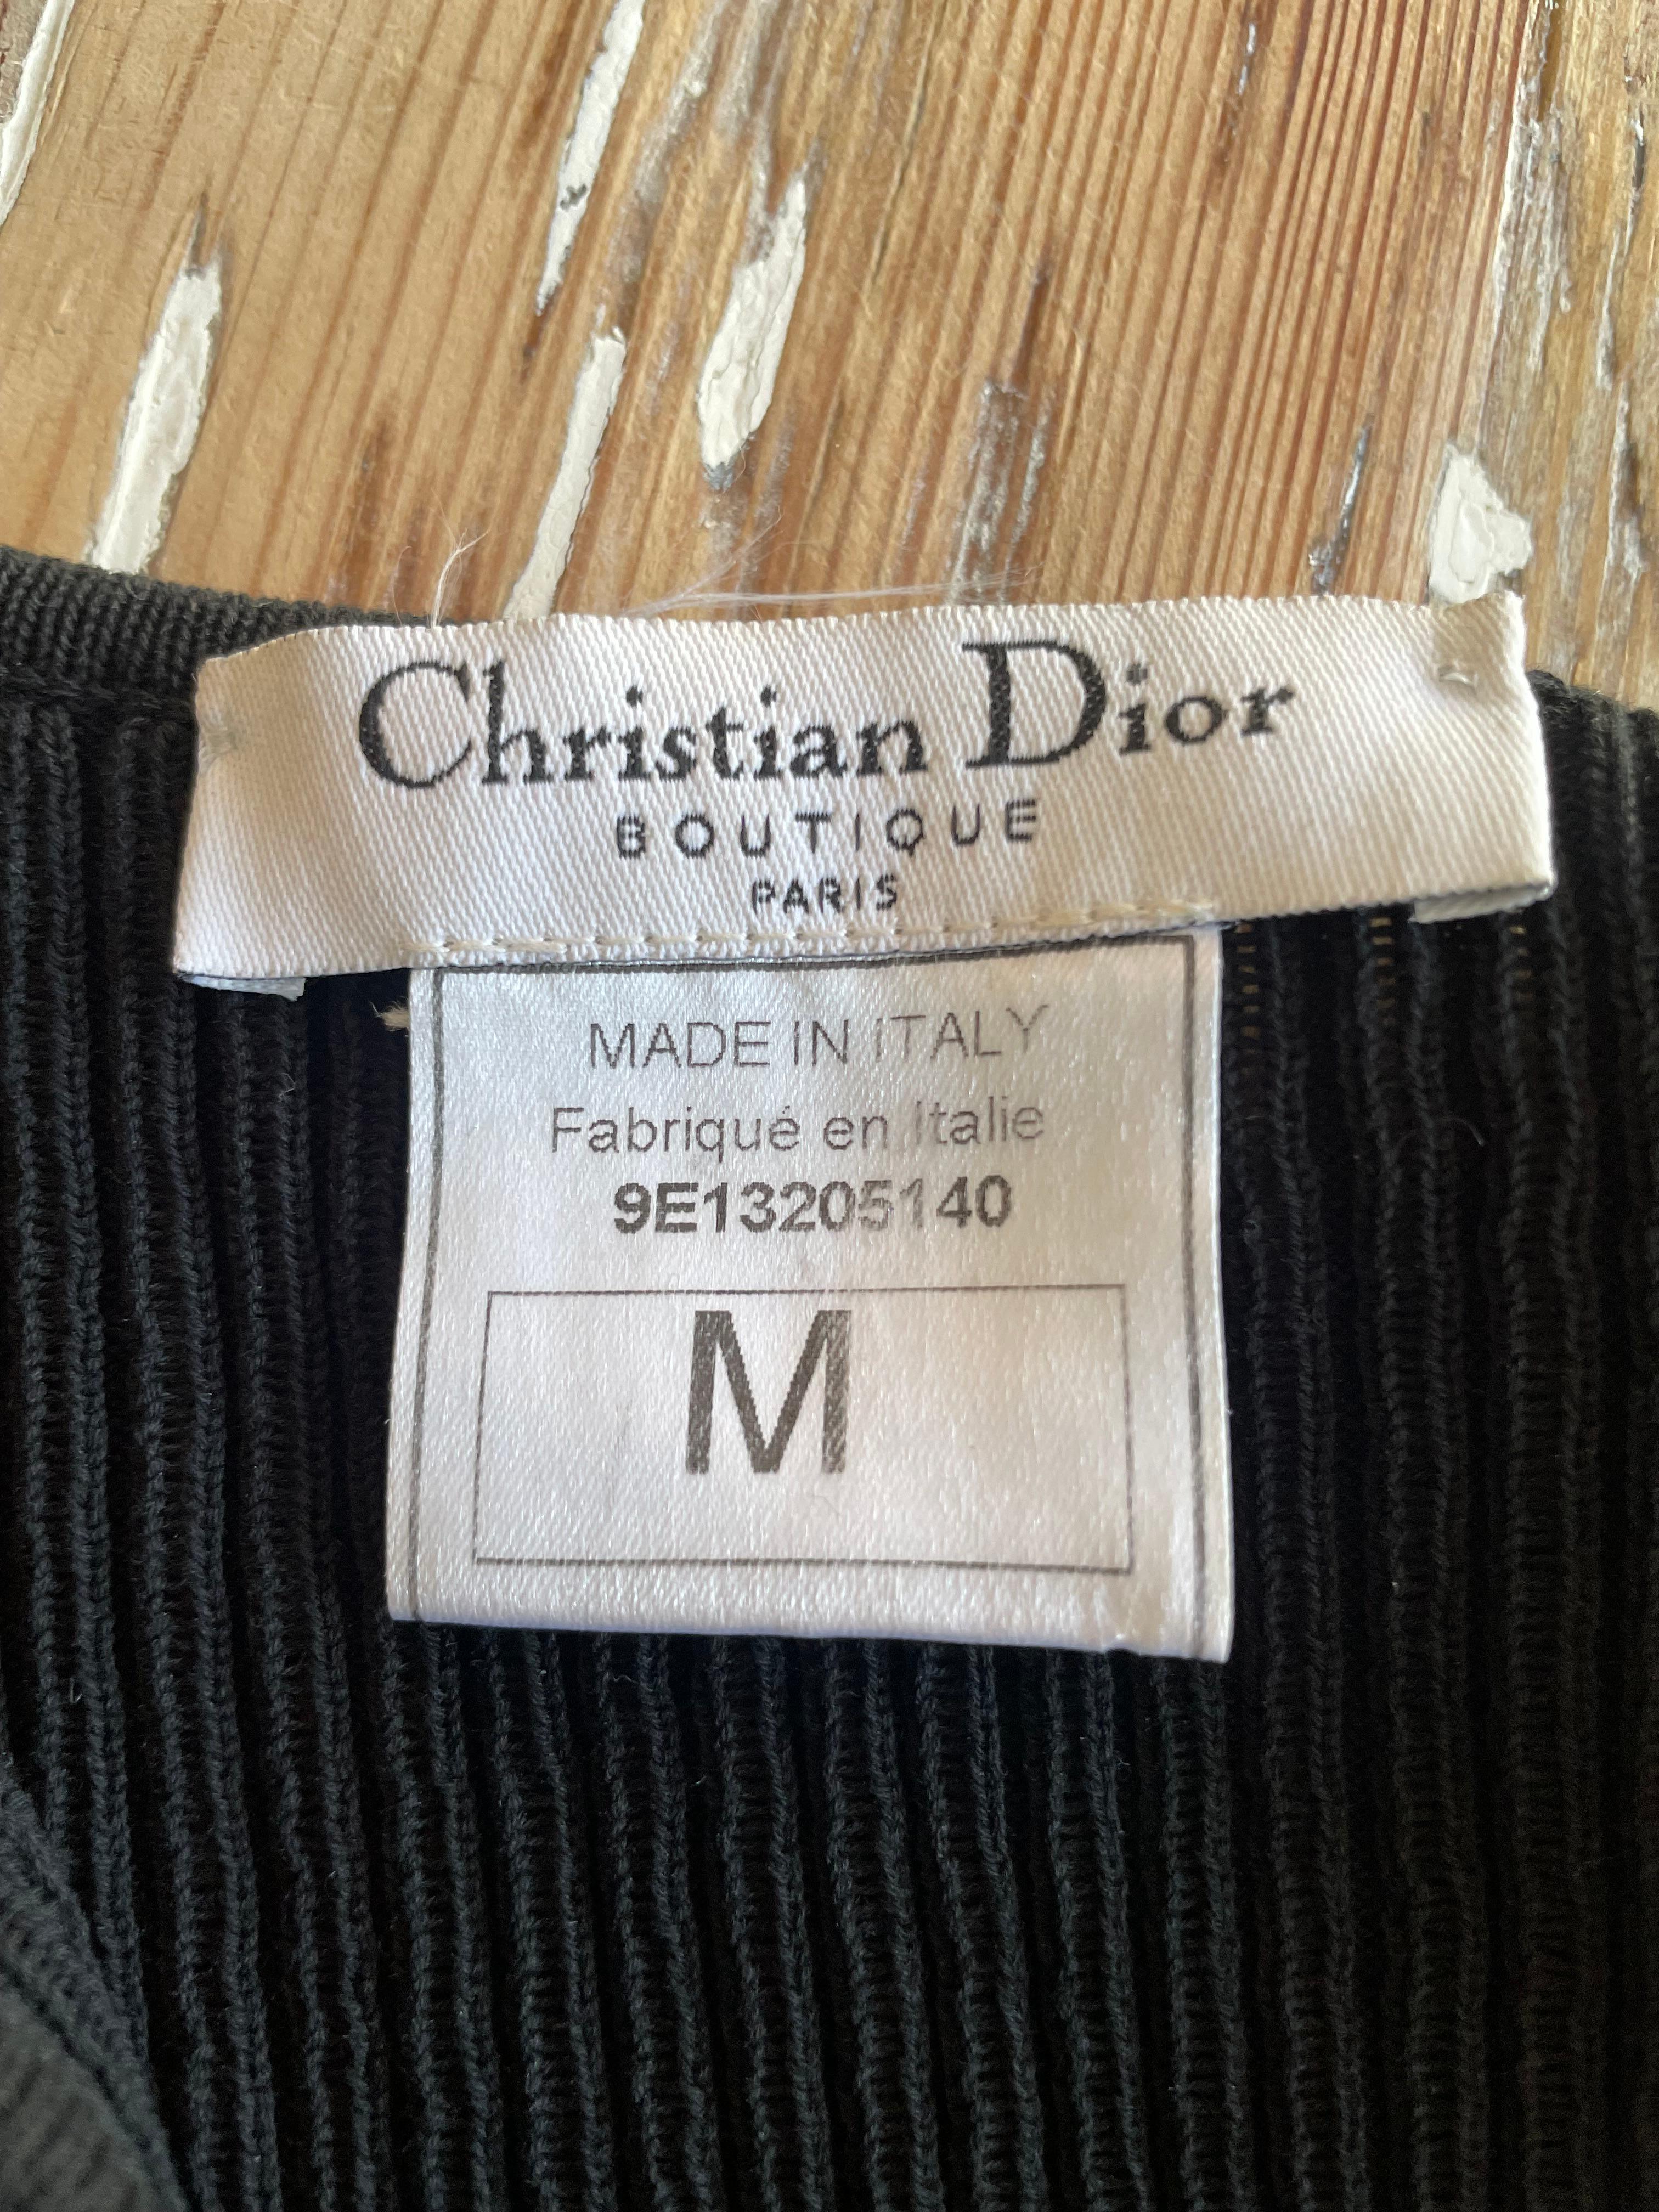 Christian Dior
BOUTIQUE
PARIS
MADE IN ITALY
Fabriqué en Italie
9E13205140
M